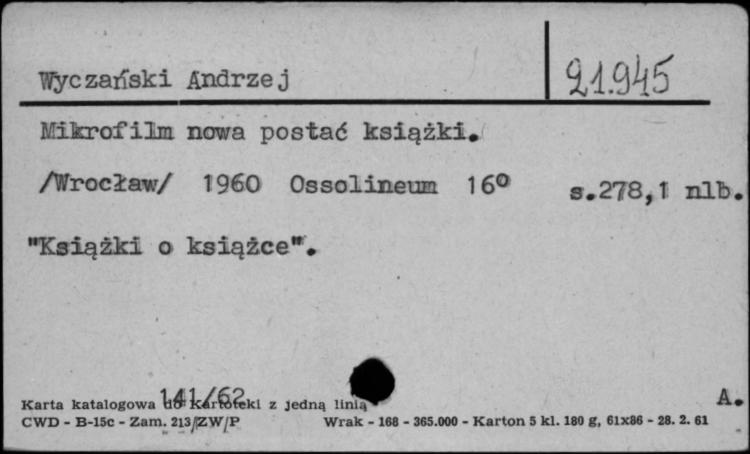 Wyczański Andrzej 21.945
Mikrofilm nowa postać książki.
/Wrocław/ 1960 Ossolineum 16º s.278,1 nlb.
"Książki o książce".
141/62 A.
Karta katalogowa do Kartoteki z jedną linią
CWD - B-15c - Zam. 213/ZW/P Wrak - 168 - 365.000 - Karton 5 kl. 180 g, 61x86 - 28. 2. 61